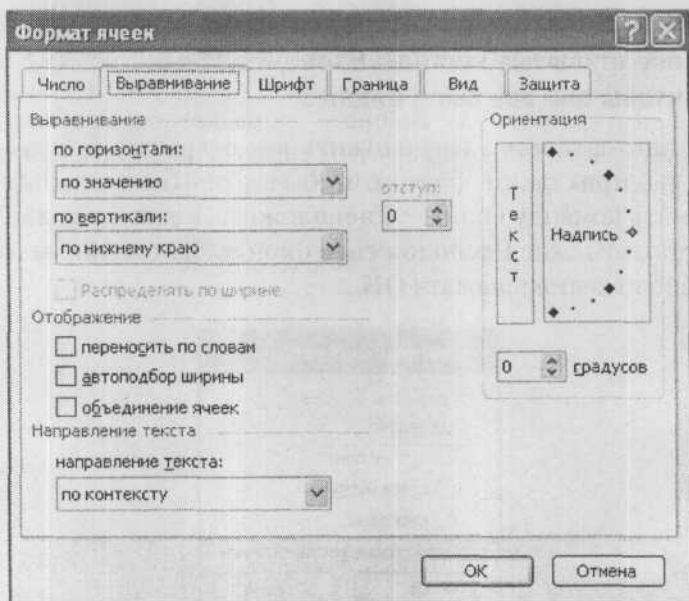 Формат ячеек
Число
Выравнивание
Шрифт
Граница
Вид
Защита
Выравнивание
по горизонтали:
по значению
отступ:
0
по вертикали:
по нижнему краю
Распределять по ширине
Отображение
переносить по словам
автоподбор ширины
объединение ячеек
Направление текста
направление текста:
по контексту
Ориентация
Текст
Надпись
0 градусов
ОК
Отмена